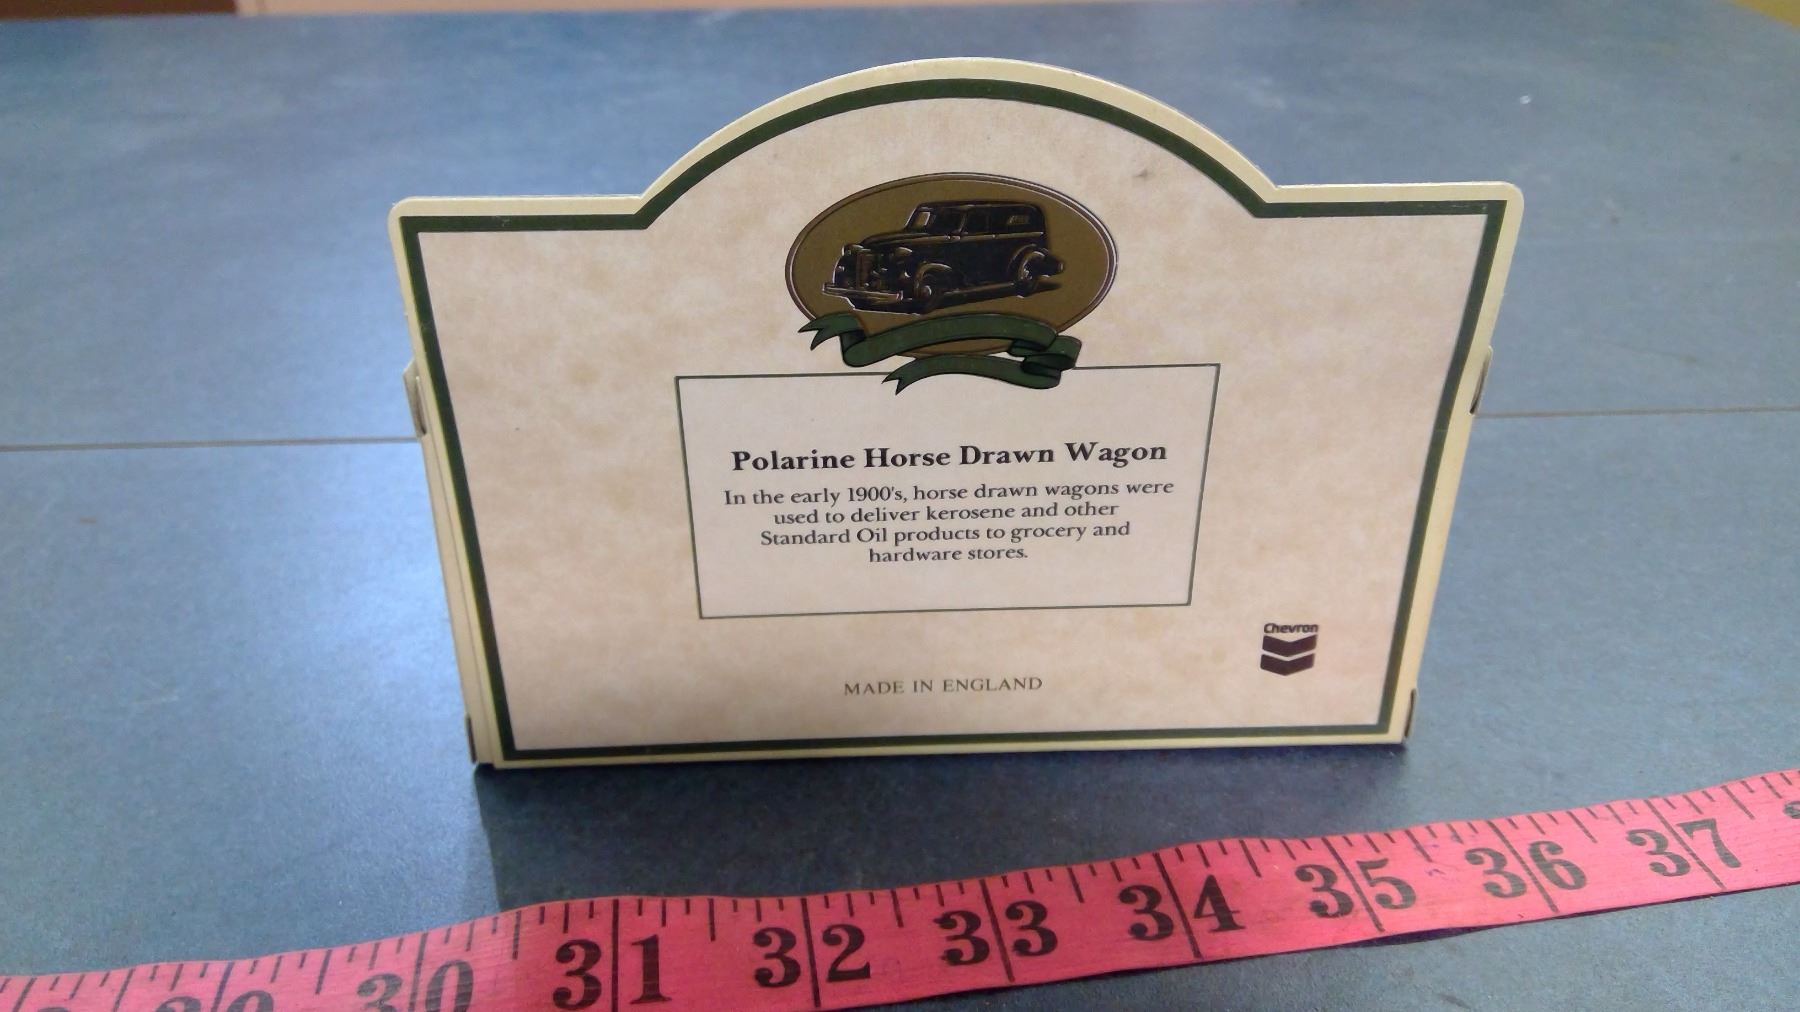 Polarine Horse Drawn Wagon
In the early 1900's, horse drawn wagons were
used to deliver kerosene and other
Standard Oil products to grocery and
hardware stores.
Chevron
MADE IN ENGLAND
30 31 32 33 34 35 36 37